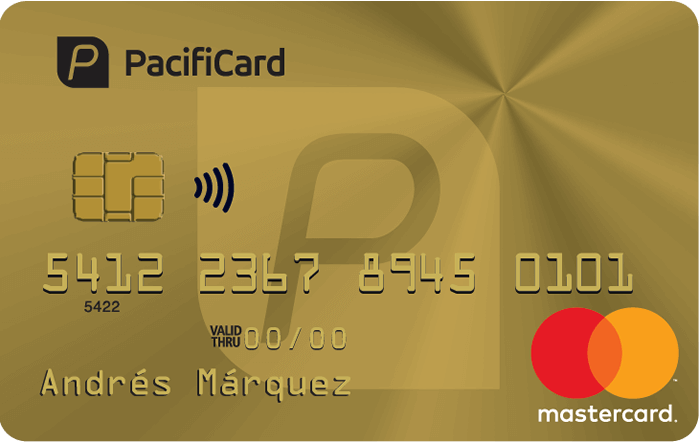 PacifiCard
5412 2367 8945 0101
5422
VALID THRU 00/00
Andrés Márquez
mastercard.